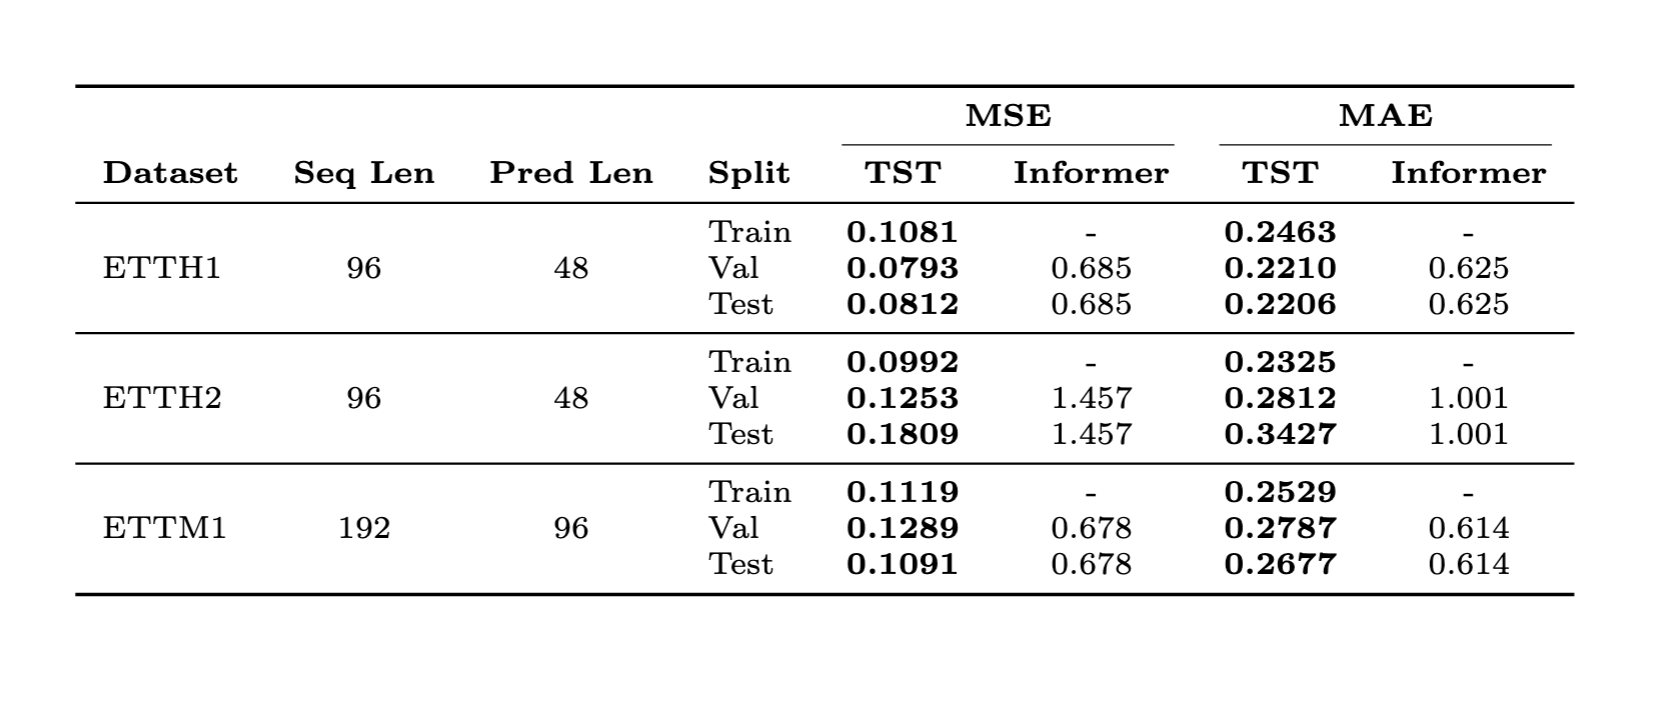 MSE MAE
Dataset Seq Len Pred Len Split TST Informer TST Informer
Train 0.1081 - 0.2463 -
ETTH1 96 48 Val 0.0793 0.685 0.2210 0.625
Test 0.0812 0.685 0.2206 0.625
Train 0.0992 - 0.2325 -
ETTH2 96 48 Val 0.1253 1.457 0.2812 1.001
Test 0.1809 1.457 0.3427 1.001
Train 0.1119 - 0.2529 -
ETTM1 192 96 Val 0.1289 0.678 0.2787 0.614
Test 0.1091 0.678 0.2677 0.614